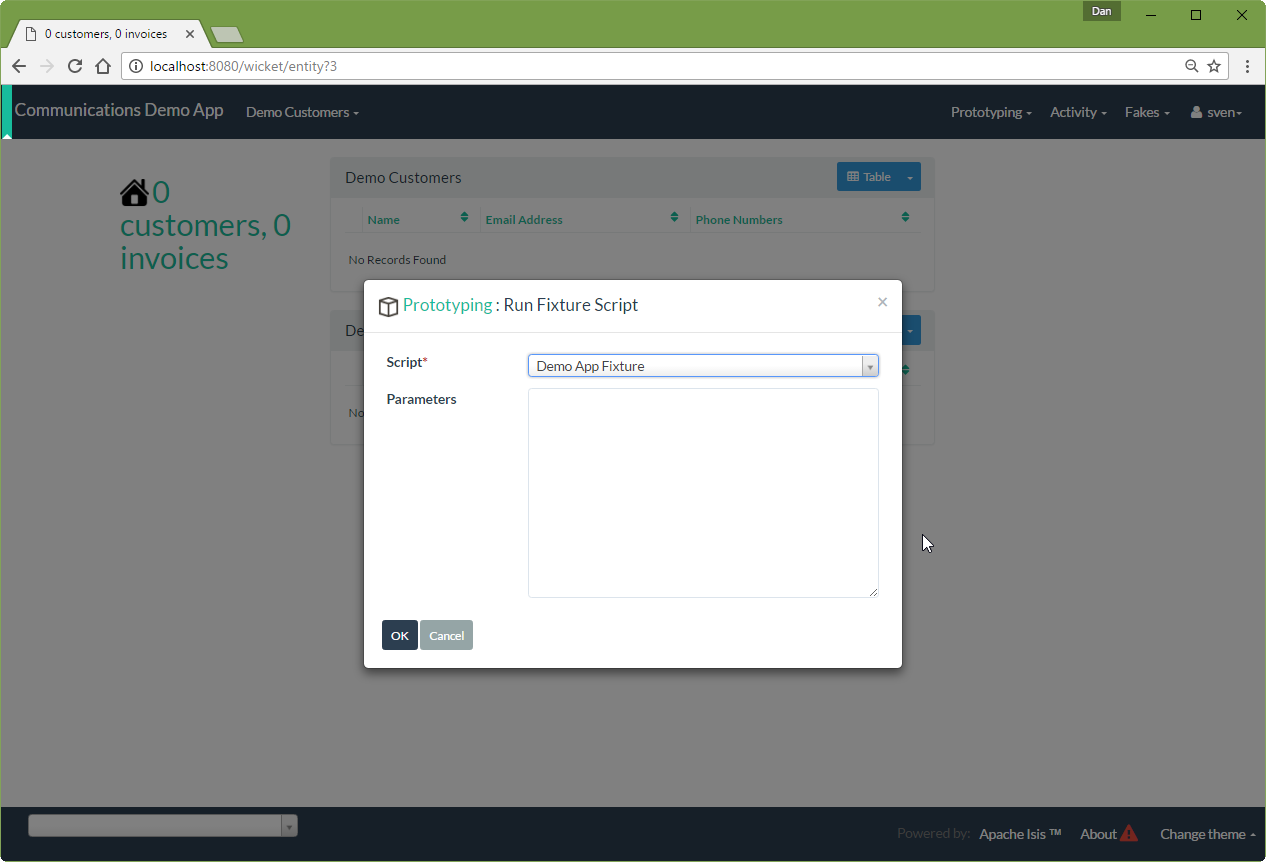 Dan
0 customers, 0 invoices
localhost:8080/wicket/entity?3
Communications Demo App Demo Customers Prototyping Activity Fakes sven
0
customers, 0
invoices
Demo Customers Table
Name Email Address Phone Numbers
No Records Found
Prototyping : Run Fixture Script ×
De
Script* Demo App Fixture
Parameters
No
OK Cancel
Powered by: Apache Isis ™ About Change theme